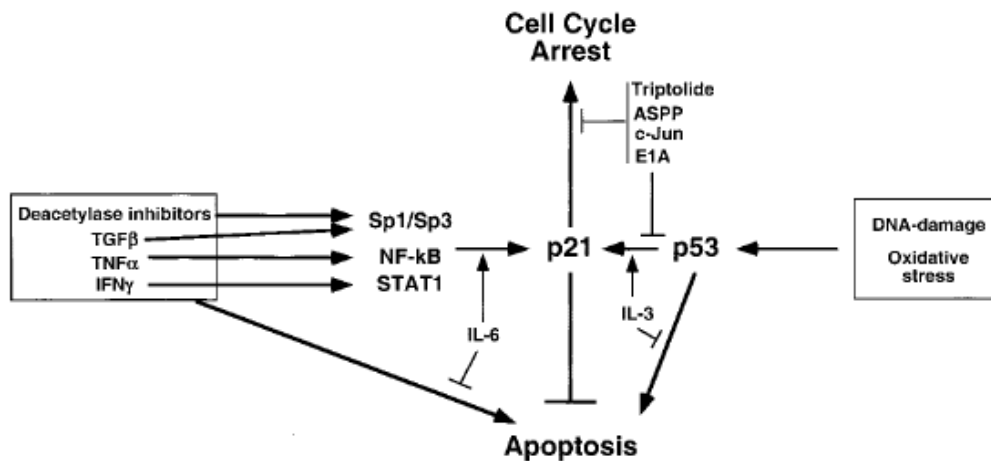 Cell Cycle
Arrest
Triptolide
ASPP
c-Jun
E1A
Deacetylase inhibitors
TGFβ
TNFα
IFNγ
Sp1/Sp3
NF-kB
STAT1
p21
p53
DNA-damage
Oxidative
stress
IL-6
IL-3
Apoptosis